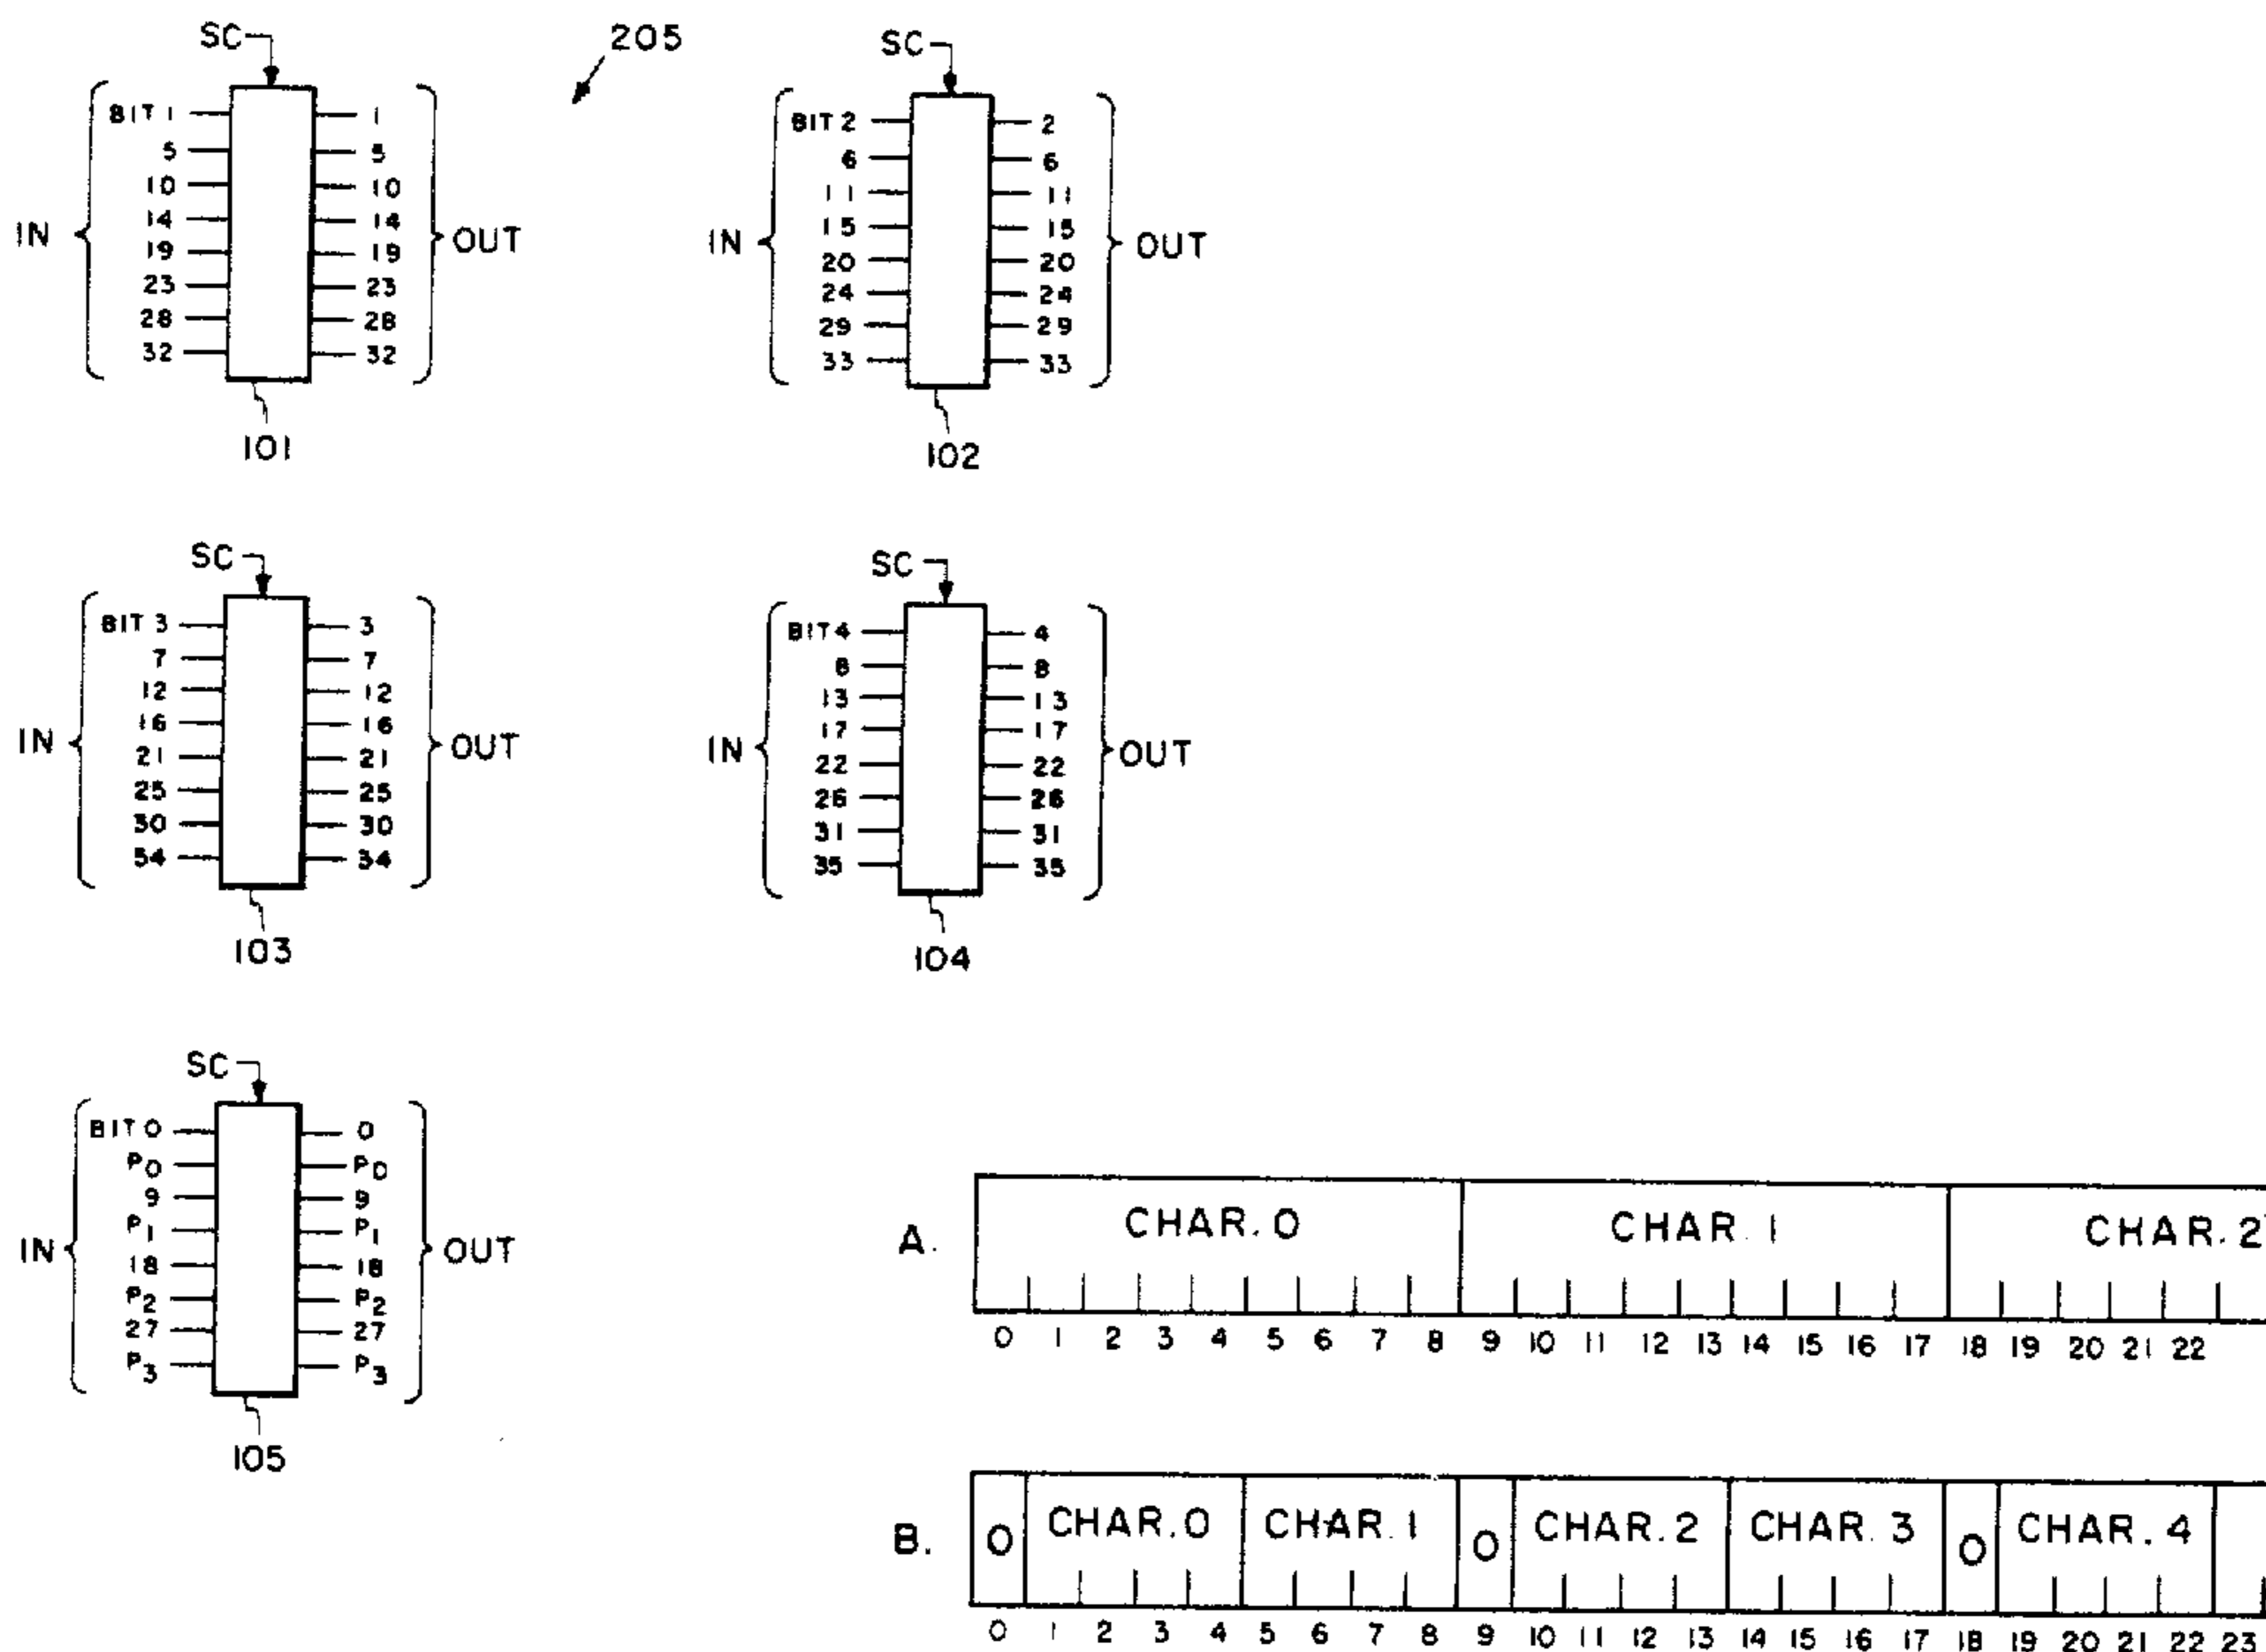 205
SC
BIT 1 1
5 5
10 10
14 14
IN OUT
19 19
23 23
28 28
32 32
101
SC
BIT 2 2
6 6
11 11
15 15
IN OUT
20 20
24 24
29 29
33 33
102
SC
BIT 3 3
7 7
12 12
16 16
IN OUT
21 21
25 25
30 30
34 34
103
SC
BIT 4 4
8 8
13 13
17 17
IN OUT
22 22
26 26
31 31
35 35
104
SC
BIT 0 0
P0 P0
9 9
P1 P1
IN OUT
18 18
P2 P2
27 27
P3 P3
105
A. CHAR. 0 CHAR. 1 CHAR. 2
0 1 2 3 4 5 6 7 8 9 10 11 12 13 14 15 16 17 18 19 20 21 22
B. 0 CHAR. 0 CHAR. 1 0 CHAR. 2 CHAR. 3 0 CHAR. 4
0 1 2 3 4 5 6 7 8 9 10 11 12 13 14 15 16 17 18 19 20 21 22 23